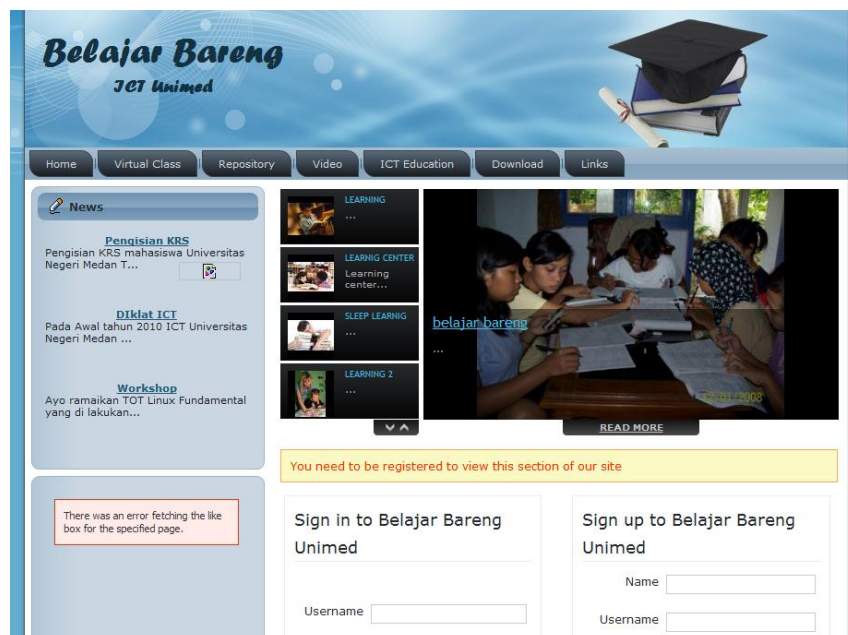 Belajar Bareng
ICT Unimed
Home
Virtual Class
Repository
Video
ICT Education
Download
Links
News
Pengisian KRS
Pengisian KRS mahasiswa Universitas
Negeri Medan T...
DIklat ICT
Pada Awal tahun 2010 ICT Universitas
Negeri Medan ...
Workshop
Ayo ramaikan TOT Linux Fundamental
yang di lakukan...
There was an error fetching the like
box for the specified page.
LEARNING
...
LEARNIG CENTER
Learning
center...
SLEEP LEARNIG
...
LEARNING 2
...
belajar bareng
...
READ MORE
You need to be registered to view this section of our site
Sign in to Belajar Bareng
Unimed
Username
Sign up to Belajar Bareng
Unimed
Name
Username